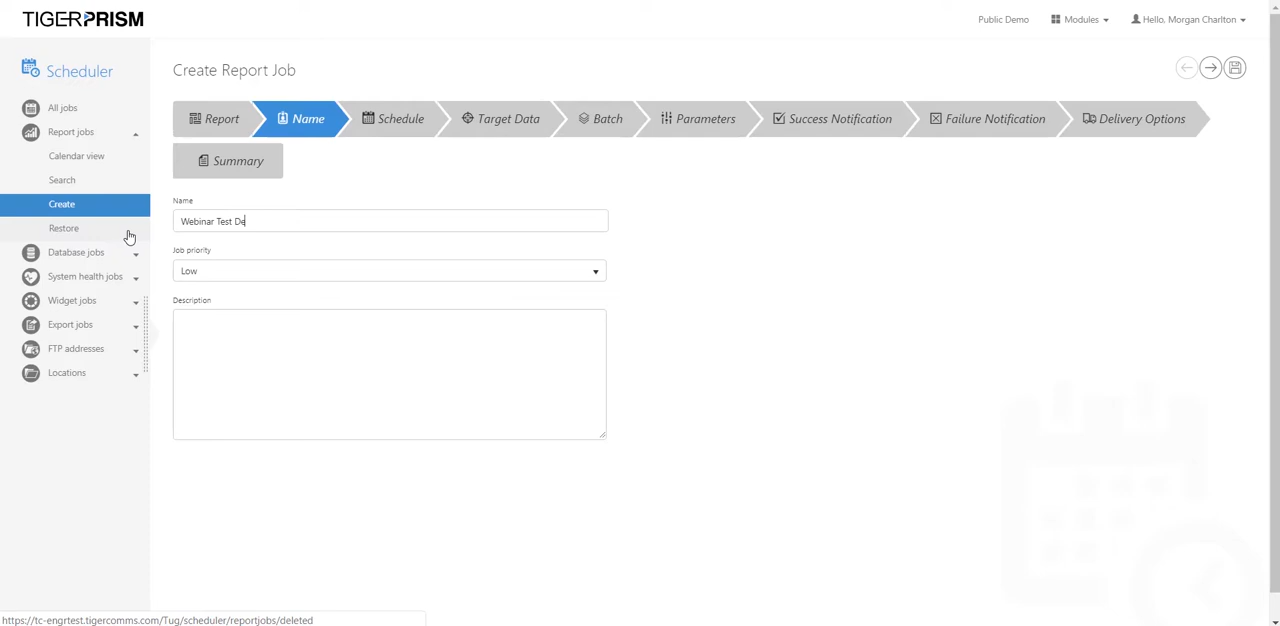 TIGER PRISM
Public Demo
Modules
Hello, Morgan Charlton
Scheduler
All jobs
Report jobs
Calendar view
Search
Create
Restore
Database jobs
System health jobs
Widget jobs
Export jobs
FTP addresses
Locations
Create Report Job
Report
Name
Schedule
Target Data
Batch
Parameters
Success Notification
Failure Notification
Delivery Options
Summary
Name
Webinar Test De
Job priority
Low
Description
https://tc-engrtest.tigercomms.com/Tug/scheduler/reportjobs/deleted